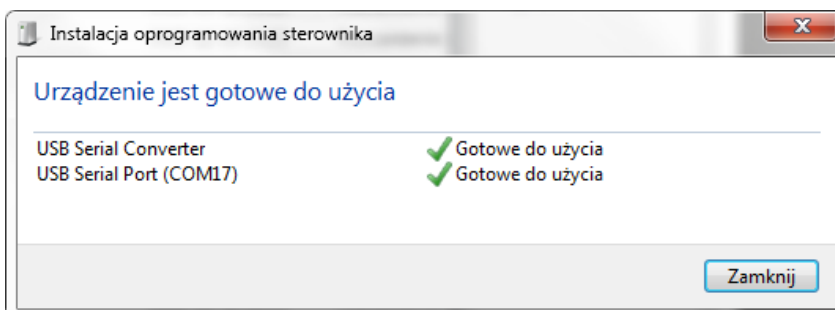 Instalacja oprogramowania sterownika
Urządzenie jest gotowe do użycia
USB Serial Converter Gotowe do użycia
USB Serial Port (COM17) Gotowe do użycia
Zamknij